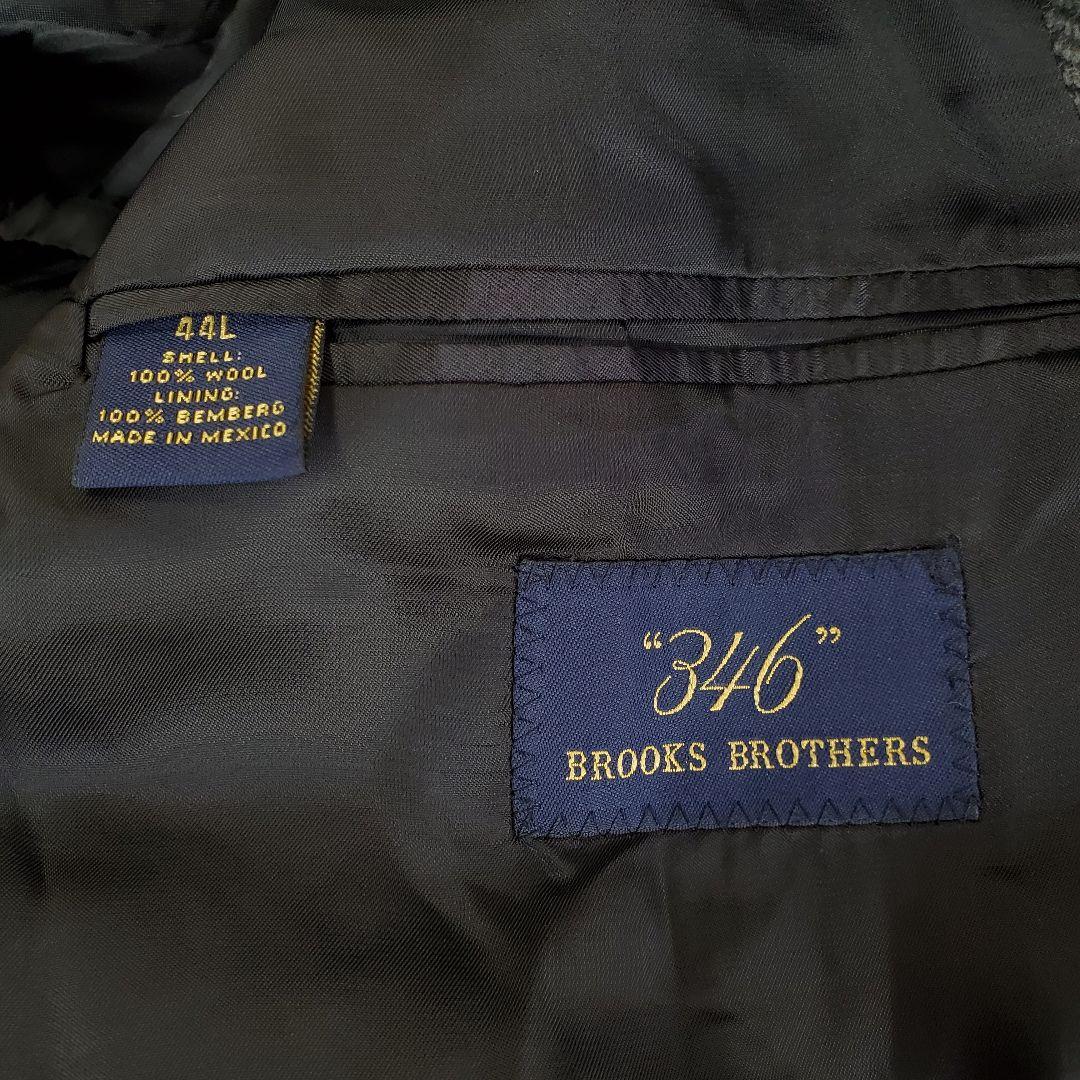 44L
SHELL:
100% WOOL
LINING:
100% BEMBERG
MADE IN MEXICO
“346”
BROOKS BROTHERS